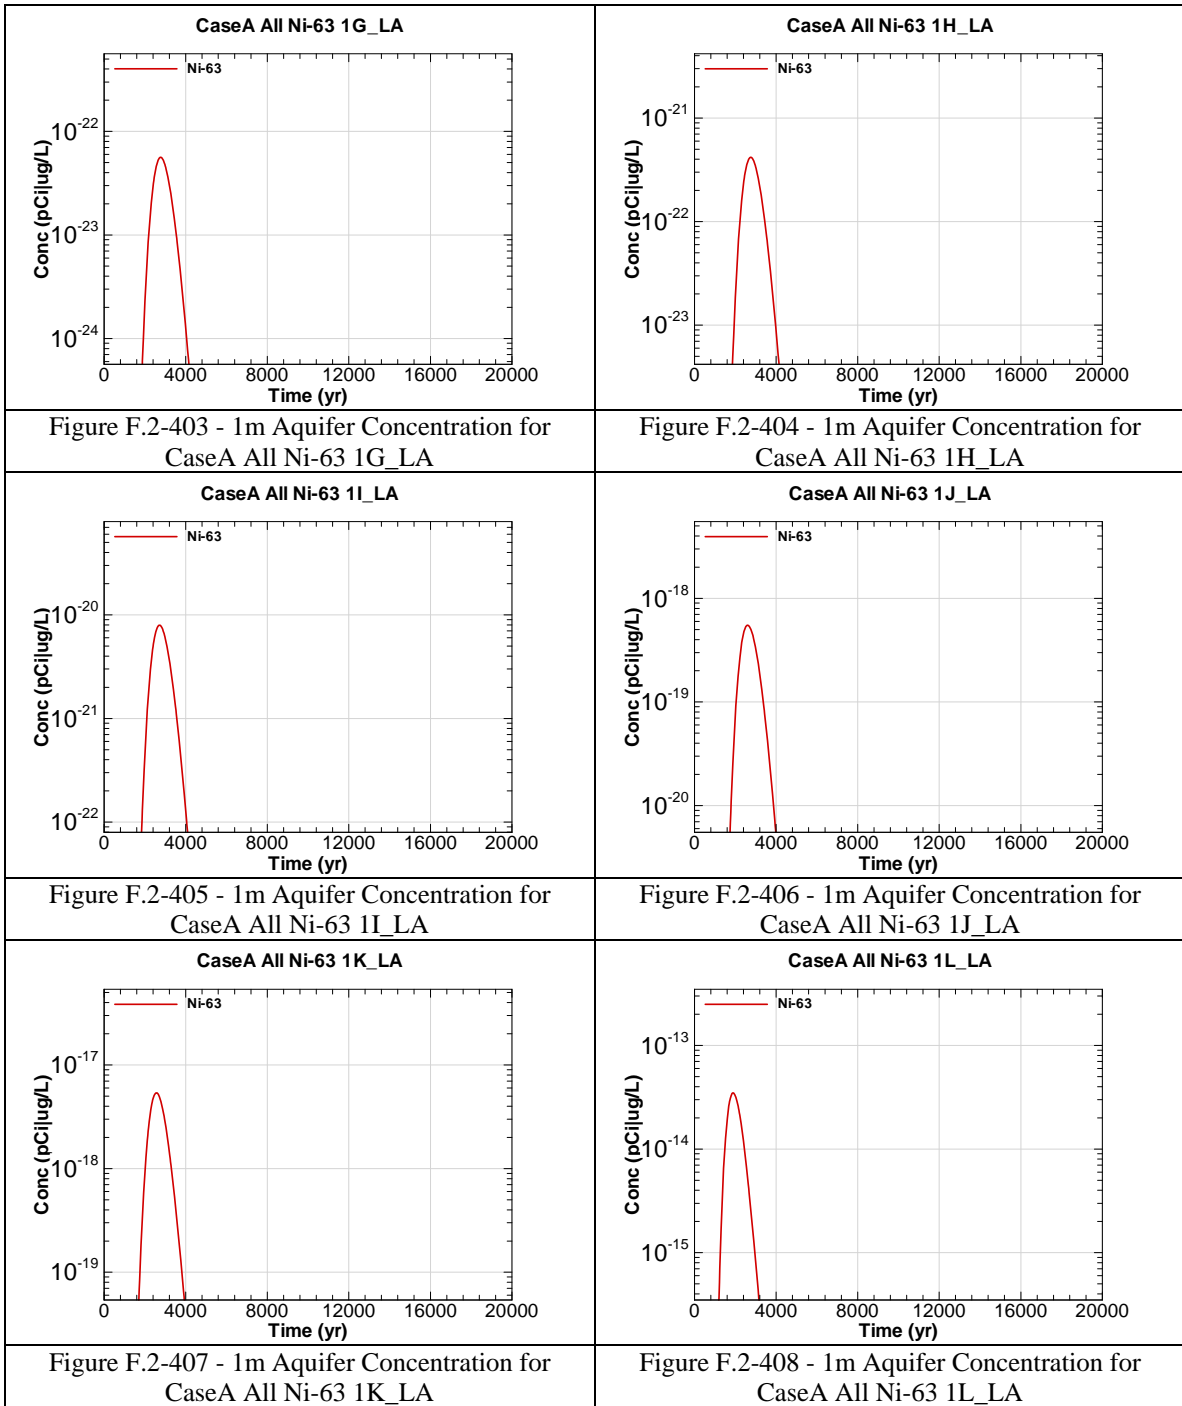 CaseA All Ni-63 1G_LA
Ni-63
Conc (pCi|ug/L)
10-22
10-23
10-24
0 4000 8000 12000 16000 20000
Time (yr)
Figure F.2-403 - 1m Aquifer Concentration for
CaseA All Ni-63 1G_LA
CaseA All Ni-63 1H_LA
Ni-63
Conc (pCi|ug/L)
10-21
10-22
10-23
0 4000 8000 12000 16000 20000
Time (yr)
Figure F.2-404 - 1m Aquifer Concentration for
CaseA All Ni-63 1H_LA
CaseA All Ni-63 1I_LA
Ni-63
Conc (pCi|ug/L)
10-20
10-21
10-22
0 4000 8000 12000 16000 20000
Time (yr)
Figure F.2-405 - 1m Aquifer Concentration for
CaseA All Ni-63 1I_LA
CaseA All Ni-63 1J_LA
Ni-63
Conc (pCi|ug/L)
10-18
10-19
10-20
0 4000 8000 12000 16000 20000
Time (yr)
Figure F.2-406 - 1m Aquifer Concentration for
CaseA All Ni-63 1J_LA
CaseA All Ni-63 1K_LA
Ni-63
Conc (pCi|ug/L)
10-17
10-18
10-19
0 4000 8000 12000 16000 20000
Time (yr)
Figure F.2-407 - 1m Aquifer Concentration for
CaseA All Ni-63 1K_LA
CaseA All Ni-63 1L_LA
Ni-63
Conc (pCi|ug/L)
10-13
10-14
10-15
0 4000 8000 12000 16000 20000
Time (yr)
Figure F.2-408 - 1m Aquifer Concentration for
CaseA All Ni-63 1L_LA